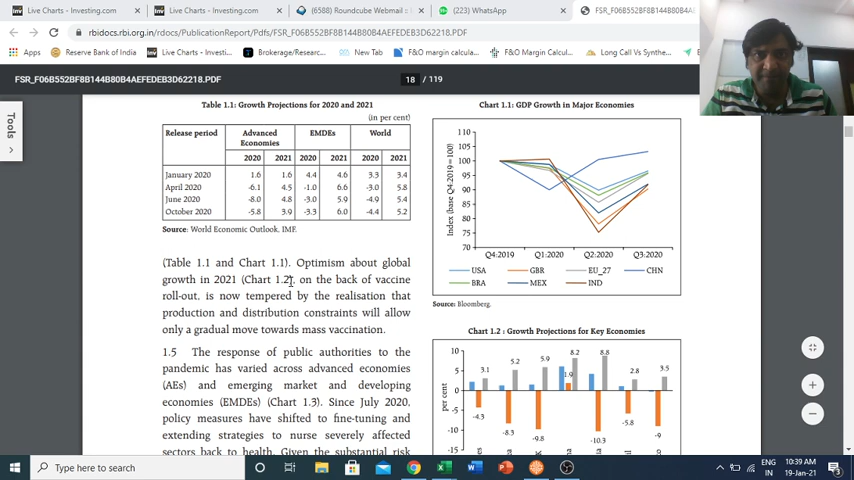 Live Charts - Investing.com
Live Charts - Investing.com
(6588) Roundcube Webmail ::
(223) WhatsApp
FSR_F06B552BF8B144B80B4AEFE
rbidocs.rbi.org.in/rdocs/PublicationReport/Pdfs/FSR_F06B552BF8B144B80B4AEFEDEB3D62218.PDF
Apps
Reserve Bank of India
Live Charts - Investing...
Brokerage/Research...
New Tab
F&O margin calcula...
F&O Margin Calcul...
Long Call Vs Synthe...
FSR_F06B552BF8B144B80B4AEFEDEB3D62218.PDF
18 / 119
Tools
Table 1.1: Growth Projections for 2020 and 2021
(in per cent)
Release period Advanced Economies EMDEs World
2020 2021 2020 2021 2020 2021
January 2020 1.6 1.6 4.4 4.6 3.3 3.4
April 2020 -6.1 4.5 -1.0 6.6 -3.0 5.8
June 2020 -8.0 4.8 -3.0 5.9 -4.9 5.4
October 2020 -5.8 3.9 -3.3 6.0 -4.4 5.2
Source: World Economic Outlook, IMF.
(Table 1.1 and Chart 1.1). Optimism about global
growth in 2021 (Chart 1.2), on the back of vaccine
roll-out, is now tempered by the realisation that
production and distribution constraints will allow
only a gradual move towards mass vaccination.
1.5 The response of public authorities to the
pandemic has varied across advanced economies
(AEs) and emerging market and developing
economies (EMDEs) (Chart 1.3). Since July 2020,
policy measures have shifted to fine-tuning and
extending strategies to nurse severely affected
sectors back to health. Given the substantial risk
Chart 1.1: GDP Growth in Major Economies
Index (base Q4:2019=100)
110
105
100
95
90
85
80
75
70
Q4:2019 Q1:2020 Q2:2020 Q3:2020
USA GBR EU_27 CHN
BRA MEX IND
Source: Bloomberg.
Chart 1.2 : Growth Projections for Key Economies
per cent
10
5
0
-5
-10
-15
3.1 5.2 5.9 8.2 8.8 2.8 3.5
-4.3 -8.3 -9.8 1.9 -10.3 -5.8 -9
Type here to search
ENG
IN
10:39 AM
19-Jan-21
3